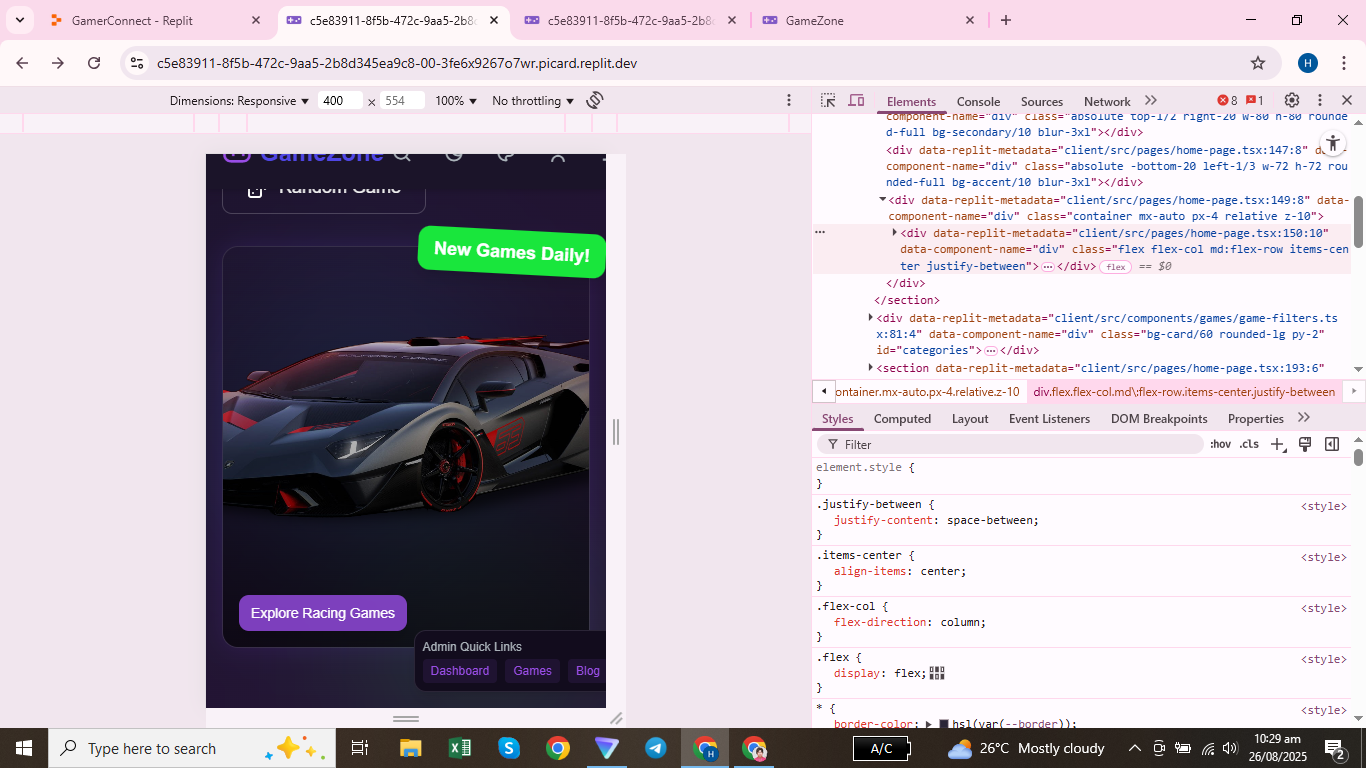 GamerConnect - Replit
c5e83911-8f5b-472c-9aa5-2b8d
c5e83911-8f5b-472c-9aa5-2b8d
GameZone
c5e83911-8f5b-472c-9aa5-2b8d345ea9c8-00-3fe6x9267o7wr.picard.replit.dev
H
Dimensions: Responsive
400
×
554
100%
No throttling
Elements
Console
Sources
Network
8
1
GameZone
Random Game
New Games Daily!
Explore Racing Games
Admin Quick Links
Dashboard
Games
Blog
component-name="div" class="absolute top-1/2 right-20 w-80 h-80 rounde
d-full bg-secondary/10 blur-3xl"></div>
<div data-replit-metadata="client/src/pages/home-page.tsx:147:8" data-
component-name="div" class="absolute -bottom-20 left-1/3 w-72 h-72 rou
nded-full bg-accent/10 blur-3xl"></div>
<div data-replit-metadata="client/src/pages/home-page.tsx:149:8" data-
component-name="div" class="container mx-auto px-4 relative z-10">
<div data-replit-metadata="client/src/pages/home-page.tsx:150:10"
data-component-name="div" class="flex flex-col md:flex-row items-cen
ter justify-between"> </div> flex == $0
</div>
</section>
<div data-replit-metadata="client/src/components/games/game-filters.ts
x:81:4" data-component-name="div" class="bg-card/60 rounded-lg py-2"
id="categories"> </div>
<section data-replit-metadata="client/src/pages/home-page.tsx:193:6"
ontainer.mx-auto.px-4.relative.z-10
div.flex.flex-col.md\:flex-row.items-center.justify-between
Styles
Computed
Layout
Event Listeners
DOM Breakpoints
Properties
Filter
:hov
.cls
element.style {
}
.justify-between {
<style>
justify-content: space-between;
}
.items-center {
<style>
align-items: center;
}
.flex-col {
<style>
flex-direction: column;
}
.flex {
<style>
display: flex;
}
* {
<style>
border-color: hsl(var(--border));
Type here to search
H
A/C
26°C Mostly cloudy
10:29 am
26/08/2025
2